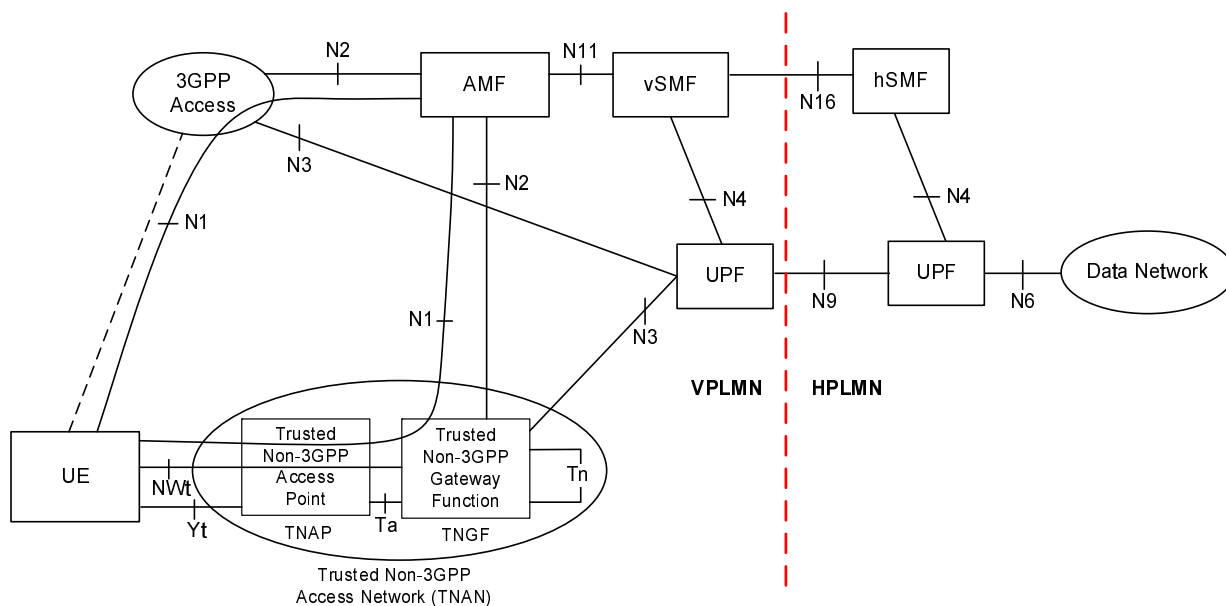 N2
N11
3GPP
Access
AMF
vSMF
hSMF
N16
N3
N2
N1
N4
N4
UPF
UPF
Data Network
N9
N6
N1
N3
VPLMN
HPLMN
UE
Trusted
Non-3GPP
Access
Point
Trusted
Non-3GPP
Gateway
Function
Tn
NWt
Yt
Ta
TNAP
TNGF
Trusted Non-3GPP
Access Network (TNAN)